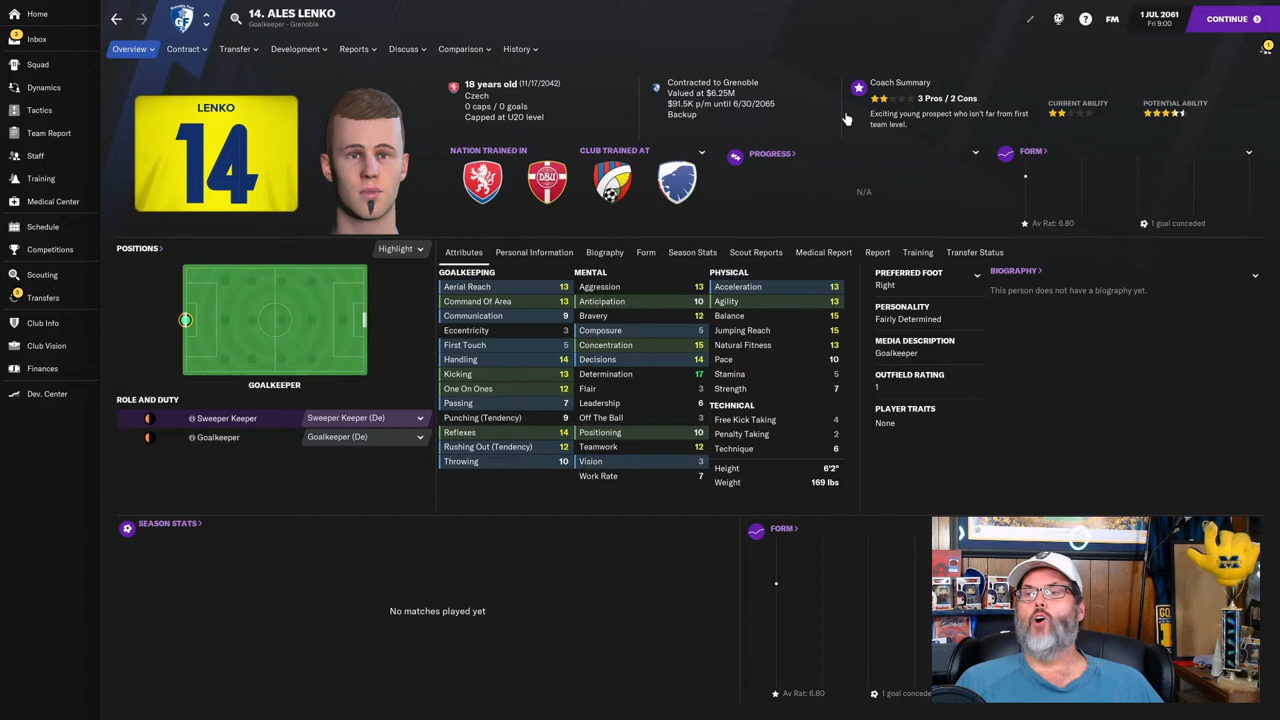 Home
14. ALES LENKO
Goalkeeper - Grenoble
FM
1 JUL 2061
Fri 9:00
CONTINUE
3
Inbox
1
Overview
Contract
Transfer
Development
Reports
Discuss
Comparison
History
Squad
Dynamics
Tactics
Team Report
Staff
Training
Medical Center
Schedule
Competitions
Scouting
3
Transfers
Club Info
Club Vision
Finances
Dev. Center
LENKO
14
18 years old (11/17/2042)
Czech
0 caps / 0 goals
Capped at U20 level
Contracted to Grenoble
Valued at $6.25M
$91.5K p/m until 6/30/2065
Backup
Coach Summary
3 Pros / 2 Cons
Exciting young prospect who isn't far from first
team level.
CURRENT ABILITY
POTENTIAL ABILITY
NATION TRAINED IN
CLUB TRAINED AT
PROGRESS
N/A
FORM
Av Rat: 6.80
1 goal conceded
POSITIONS
Highlight
GOALKEEPER
ROLE AND DUTY
Sweeper Keeper
Sweeper Keeper (De)
Goalkeeper
Goalkeeper (De)
Attributes
Personal Information
Biography
Form
Season Stats
Scout Reports
Medical Report
Report
Training
Transfer Status
GOALKEEPING
Aerial Reach 13
Command Of Area 13
Communication 9
Eccentricity 3
First Touch 5
Handling 14
Kicking 13
One On Ones 12
Passing 7
Punching (Tendency) 9
Reflexes 14
Rushing Out (Tendency) 12
Throwing 10
MENTAL
Aggression 13
Anticipation 10
Bravery 12
Composure 5
Concentration 15
Decisions 14
Determination 17
Flair 3
Leadership 6
Off The Ball 3
Positioning 10
Teamwork 12
Vision 3
Work Rate 7
PHYSICAL
Acceleration 13
Agility 13
Balance 15
Jumping Reach 15
Natural Fitness 13
Pace 10
Stamina 5
Strength 7
TECHNICAL
Free Kick Taking 4
Penalty Taking 2
Technique 6
Height 6'2"
Weight 169 lbs
PREFERRED FOOT
Right
PERSONALITY
Fairly Determined
MEDIA DESCRIPTION
Goalkeeper
OUTFIELD RATING
1
PLAYER TRAITS
None
BIOGRAPHY
This person does not have a biography yet.
SEASON STATS
No matches played yet
FORM
Av Rat: 6.80
1 goal concede
M